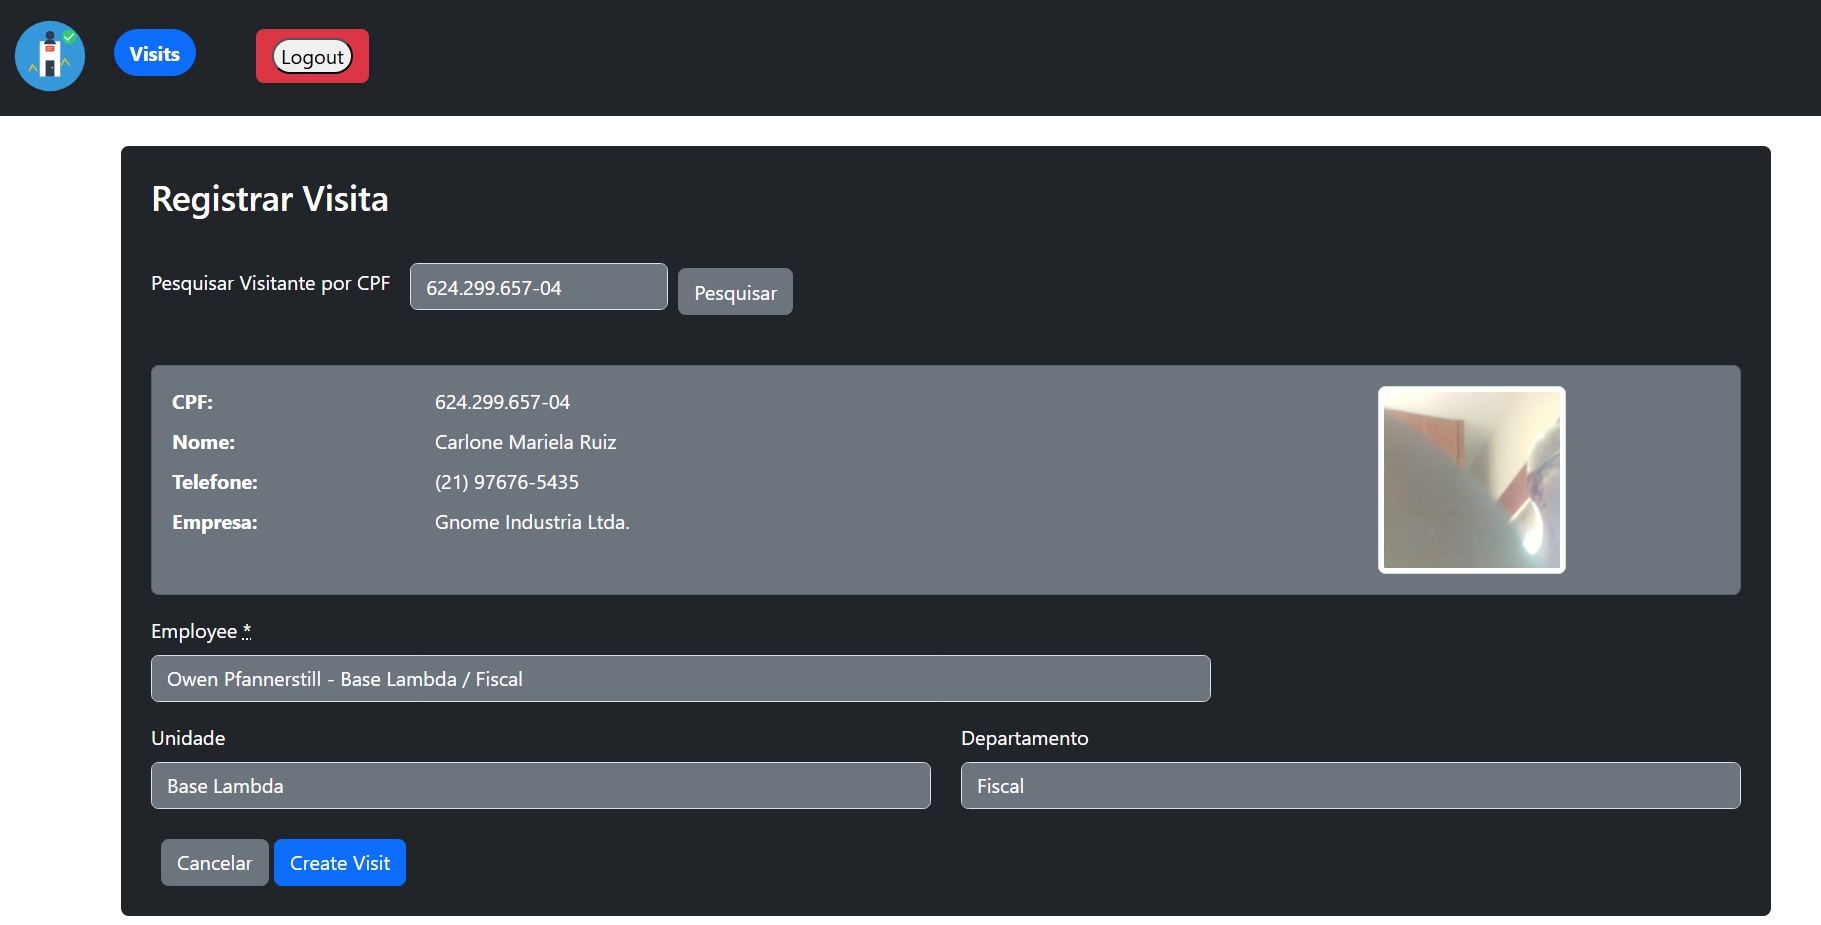 Visits
Logout
Registrar Visita
Pesquisar Visitante por CPF 624.299.657-04 Pesquisar
CPF: 624.299.657-04
Nome: Carlone Mariela Ruiz
Telefone: (21) 97676-5435
Empresa: Gnome Industria Ltda.
Employee *
Owen Pfannerstill - Base Lambda / Fiscal
Unidade Departamento
Base Lambda Fiscal
Cancelar Create Visit